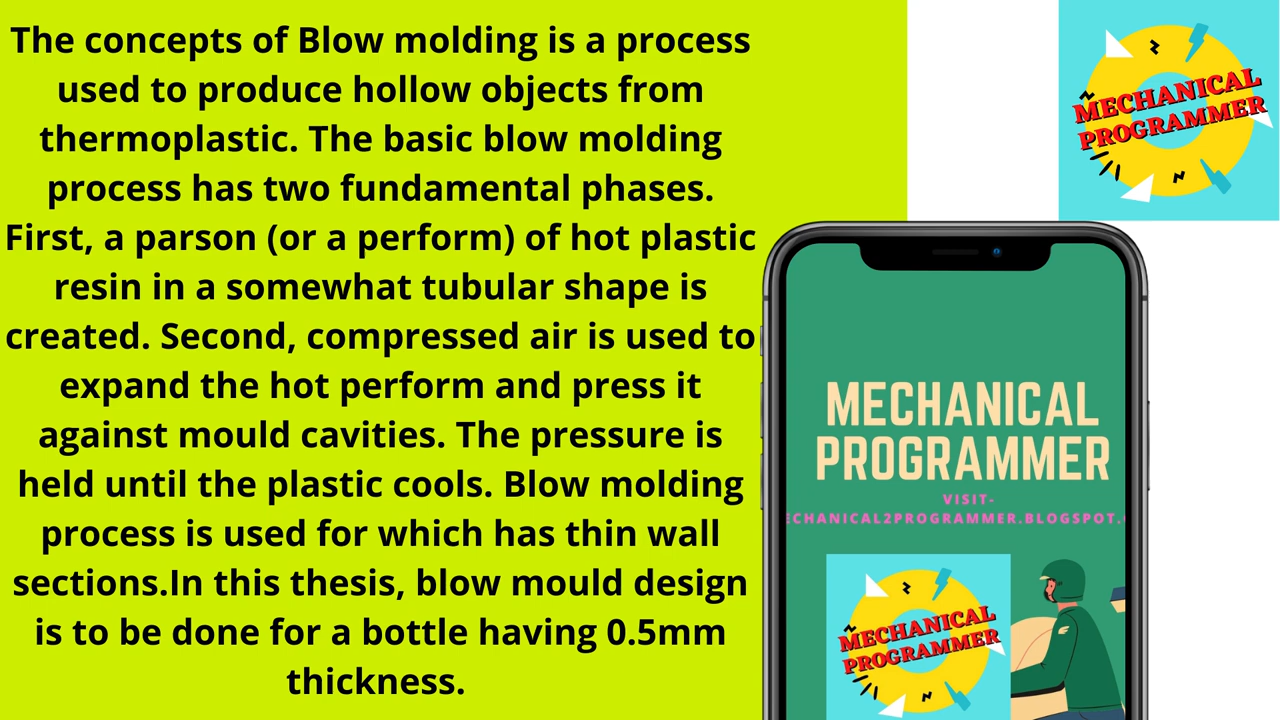 The concepts of Blow molding is a process
used to produce hollow objects from
thermoplastic. The basic blow molding
process has two fundamental phases.
First, a parson (or a perform) of hot plastic
resin in a somewhat tubular shape is
created. Second, compressed air is used to
expand the hot perform and press it
against mould cavities. The pressure is
held until the plastic cools. Blow molding
process is used for which has thin wall
sections.In this thesis, blow mould design
is to be done for a bottle having 0.5mm
thickness.
MECHANICAL
PROGRAMMER
MECHANICAL
PROGRAMMER
VISIT-
ECHANICAL2PROGRAMMER.BLOGSPOT.
MECHANICAL
PROGRAMMER